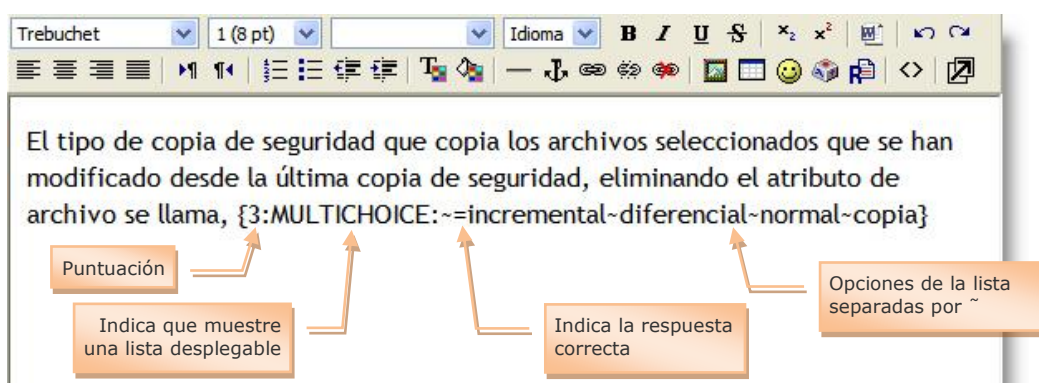 Trebuchet 1 (8 pt) Idioma B I U S x₂ x²
El tipo de copia de seguridad que copia los archivos seleccionados que se han
modificado desde la última copia de seguridad, eliminando el atributo de
archivo se llama, {3:MULTICHOICE:~=incremental~diferencial~normal~copia}
Puntuación
Indica que muestre
una lista desplegable
Indica la respuesta
correcta
Opciones de la lista
separadas por ~